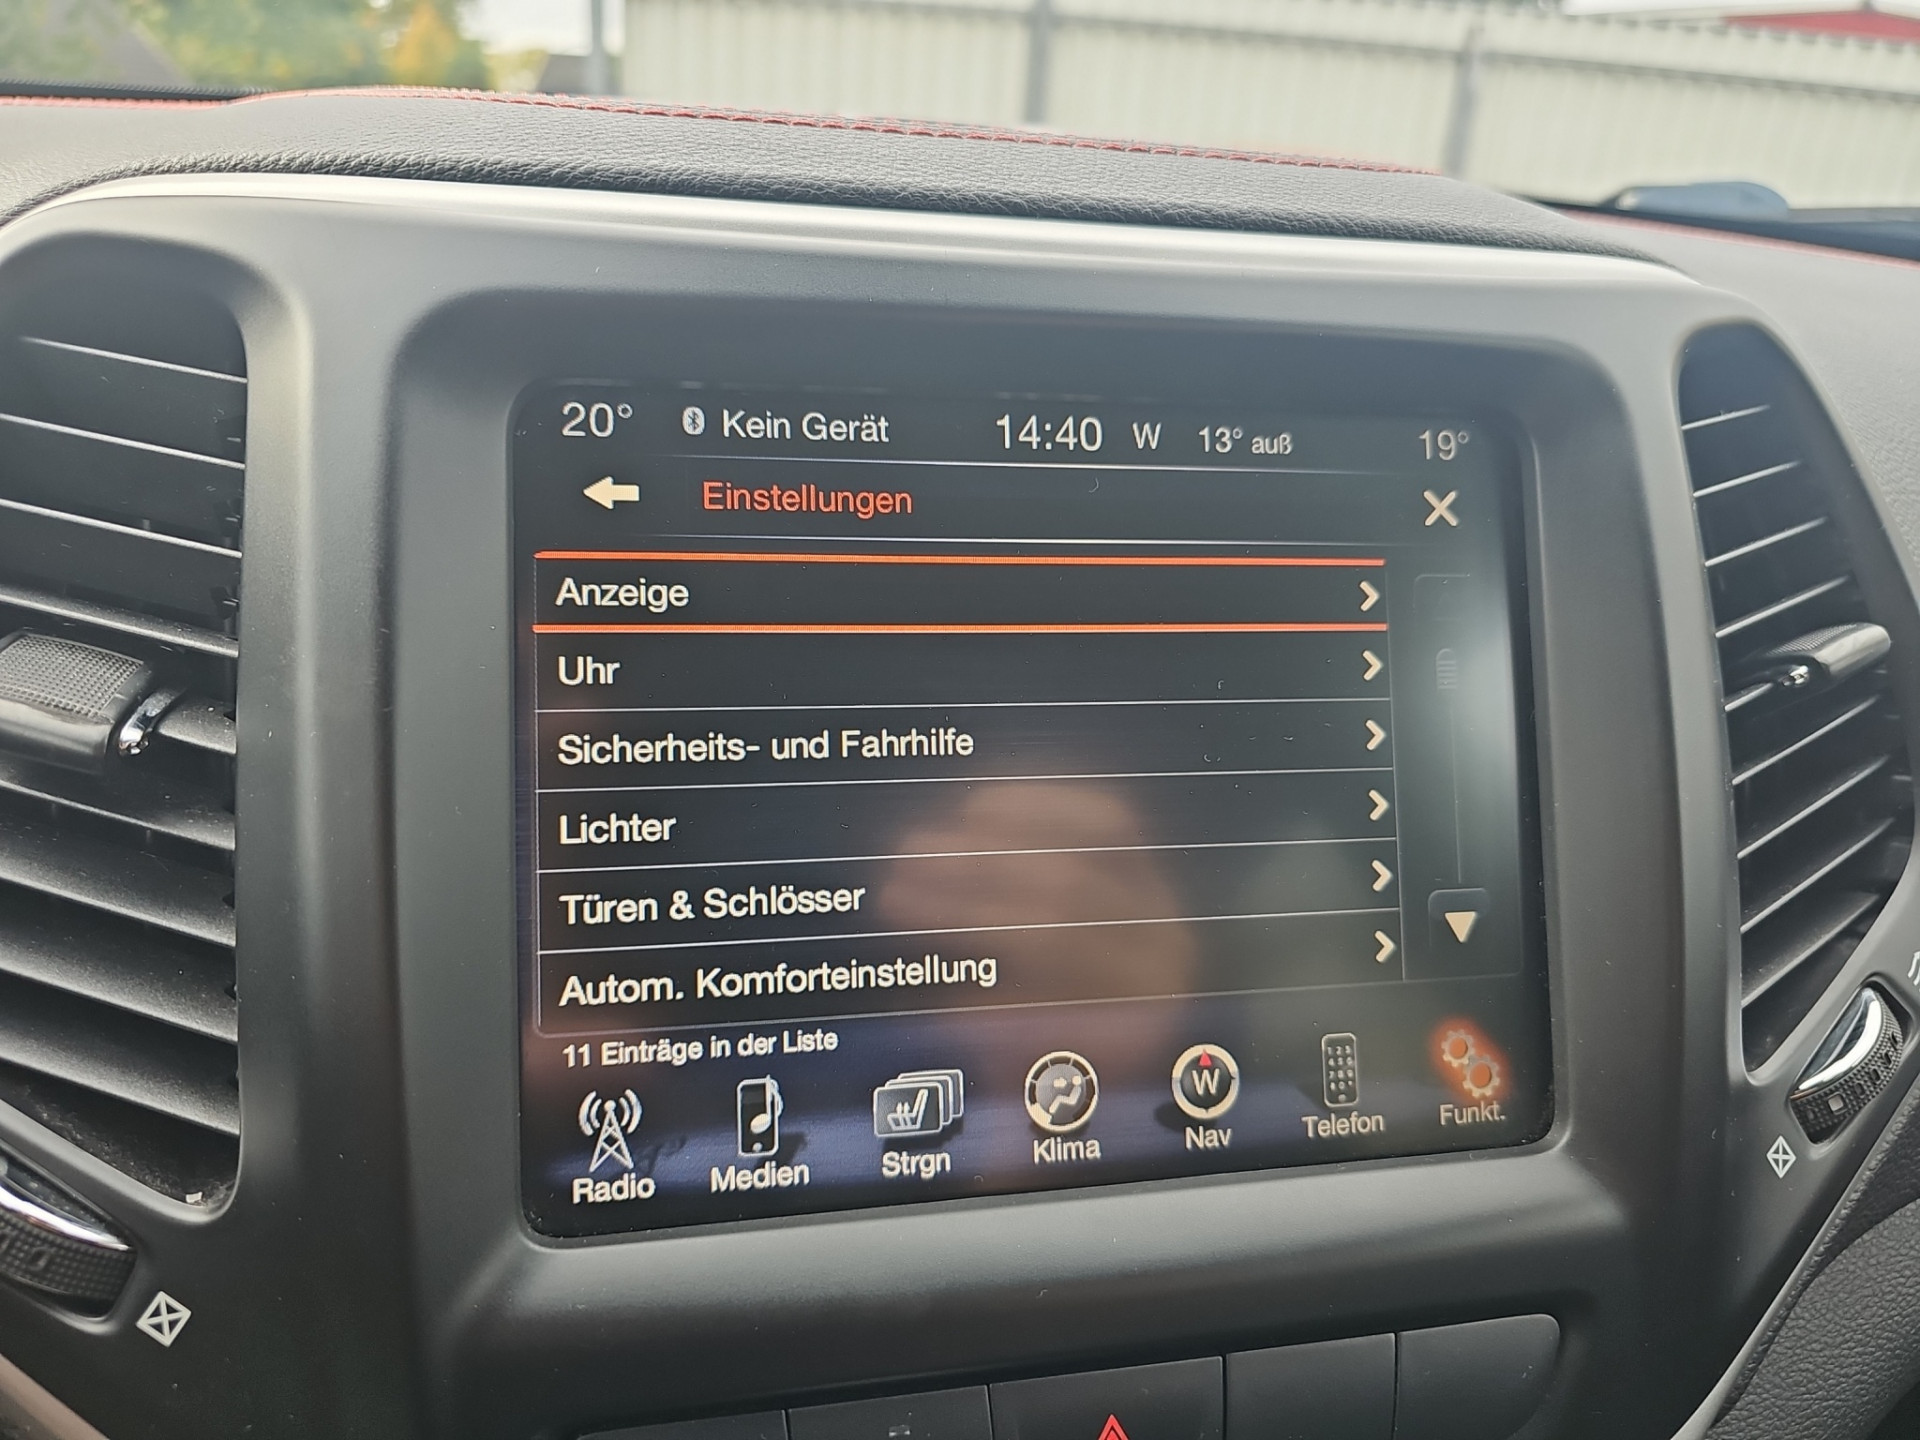 20° Kein Gerät 14:40 W 13° auß 19°
Einstellungen
Anzeige
Uhr
Sicherheits- und Fahrhilfe
Lichter
Türen & Schlösser
Autom. Komforteinstellung
11 Einträge in der Liste
Radio Medien Strgn Klima W Nav Telefon Funkt.